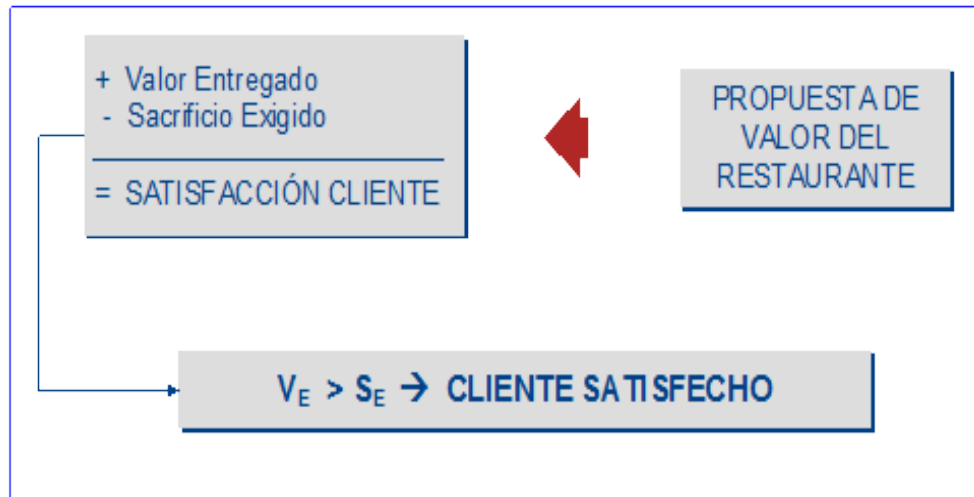 + Valor Entregado
- Sacrificio Exigido
= SATISFACCIÓN CLIENTE
PROPUESTA DE
VALOR DEL
RESTAURANTE
VE > SE → CLIENTE SATISFECHO